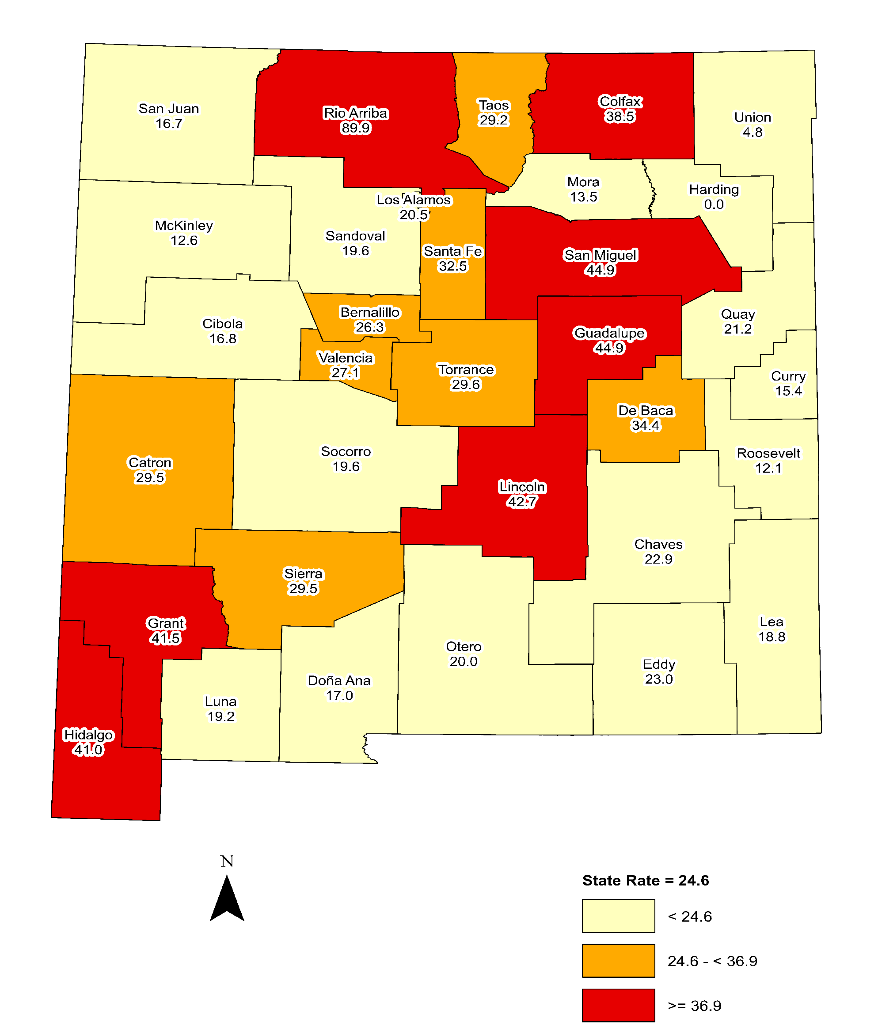 San Juan
16.7
Rio Arriba
89.9
Taos
29.2
Colfax
38.5
Union
4.8
Mora
13.5
Harding
0.0
Los Alamos
20.5
McKinley
12.6
Sandoval
19.6
Santa Fe
32.5
San Miguel
44.9
Cibola
16.8
Bernalillo
26.3
Quay
21.2
Guadalupe
44.9
Valencia
27.1
Torrance
29.6
Curry
15.4
De Baca
34.4
Catron
29.5
Socorro
19.6
Roosevelt
12.1
Lincoln
42.7
Chaves
22.9
Sierra
29.5
Grant
41.5
Lea
18.8
Otero
20.0
Eddy
23.0
Doña Ana
17.0
Luna
19.2
Hidalgo
41.0
N
State Rate = 24.6
< 24.6
24.6 - < 36.9
>= 36.9